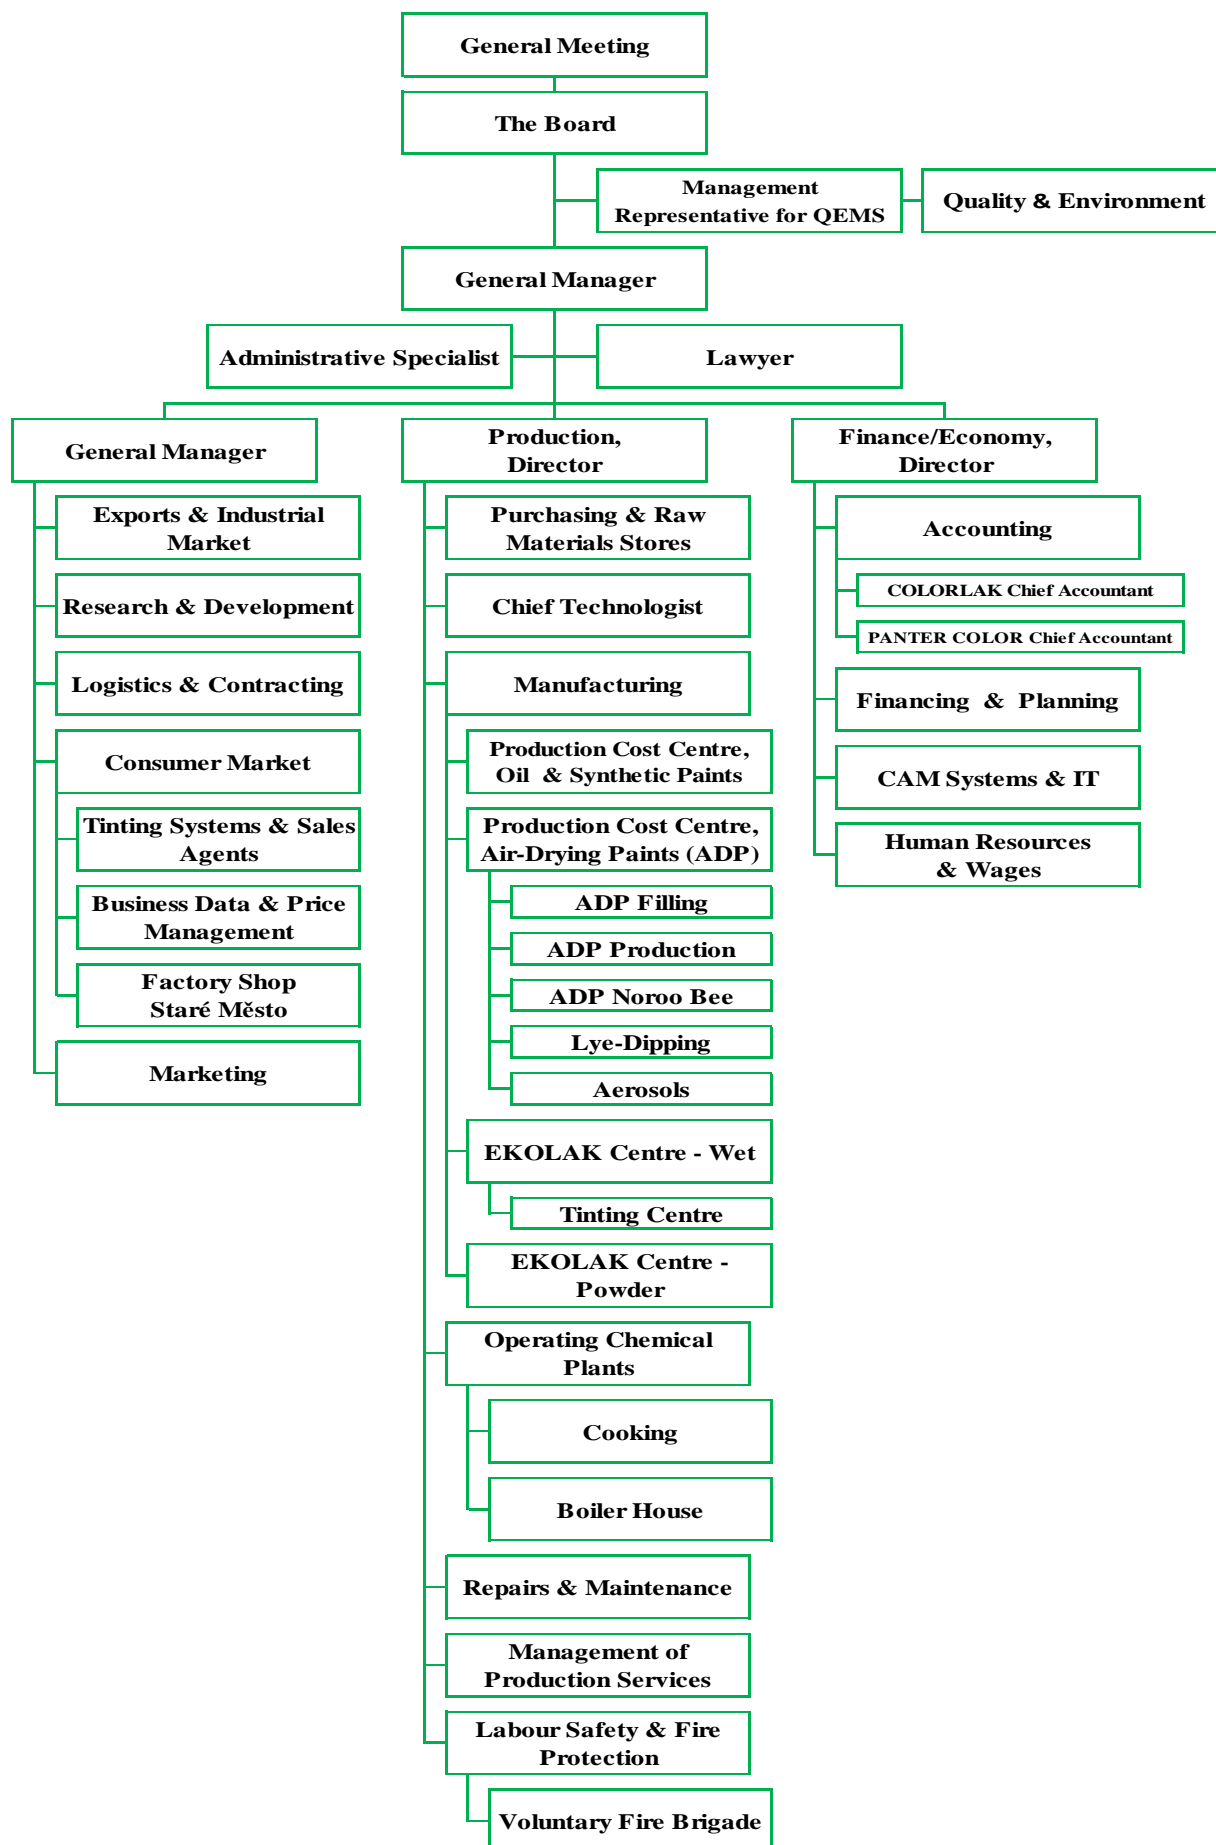 General Meeting
The Board
Management
Representative for QEMS
Quality & Environment
General Manager
Administrative Specialist
Lawyer
General Manager
Exports & Industrial
Market
Research & Development
Logistics & Contracting
Consumer Market
Tinting Systems & Sales
Agents
Business Data & Price
Management
Factory Shop
Staré Město
Marketing
Production,
Director
Purchasing & Raw
Materials Stores
Chief Technologist
Manufacturing
Production Cost Centre,
Oil & Synthetic Paints
Production Cost Centre,
Air-Drying Paints (ADP)
ADP Filling
ADP Production
ADP Noroo Bee
Lye-Dipping
Aerosols
EKOLAK Centre - Wet
Tinting Centre
EKOLAK Centre -
Powder
Operating Chemical
Plants
Cooking
Boiler House
Repairs & Maintenance
Management of
Production Services
Labour Safety & Fire
Protection
Voluntary Fire Brigade
Finance/Economy,
Director
Accounting
COLORLAK Chief Accountant
PANTER COLOR Chief Accountant
Financing & Planning
CAM Systems & IT
Human Resources
& Wages